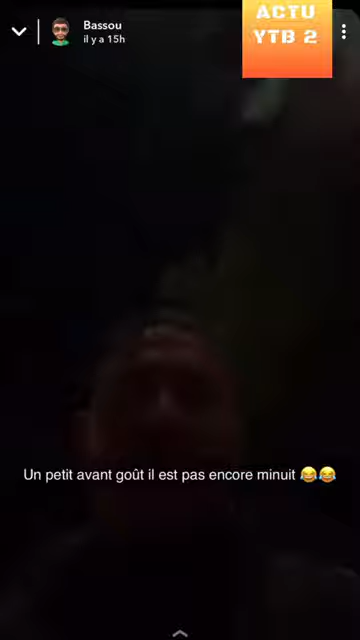 Bassou
il y a 15h
ACTU
YTB 2
Un petit avant goût il est pas encore minuit 😂😂